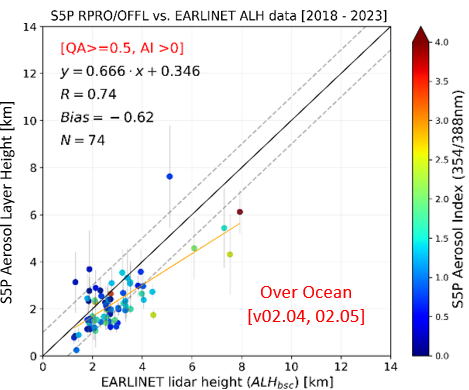 S5P RPRO/OFFL vs. EARLINET ALH data [2018 - 2023]
[QA>=0.5, AI >0]
y = 0.666 · x + 0.346
R = 0.74
Bias = −0.62
N = 74
Over Ocean
[v02.04, 02.05]
S5P Aerosol Layer Height [km]
14
12
10
8
6
4
2
0
0 2 4 6 8 10 12 14
EARLINET lidar height (ALH_bsc) [km]
4.0
3.5
3.0
2.5
2.0
1.5
1.0
0.5
0.0
S5P Aerosol Index (354/388nm)